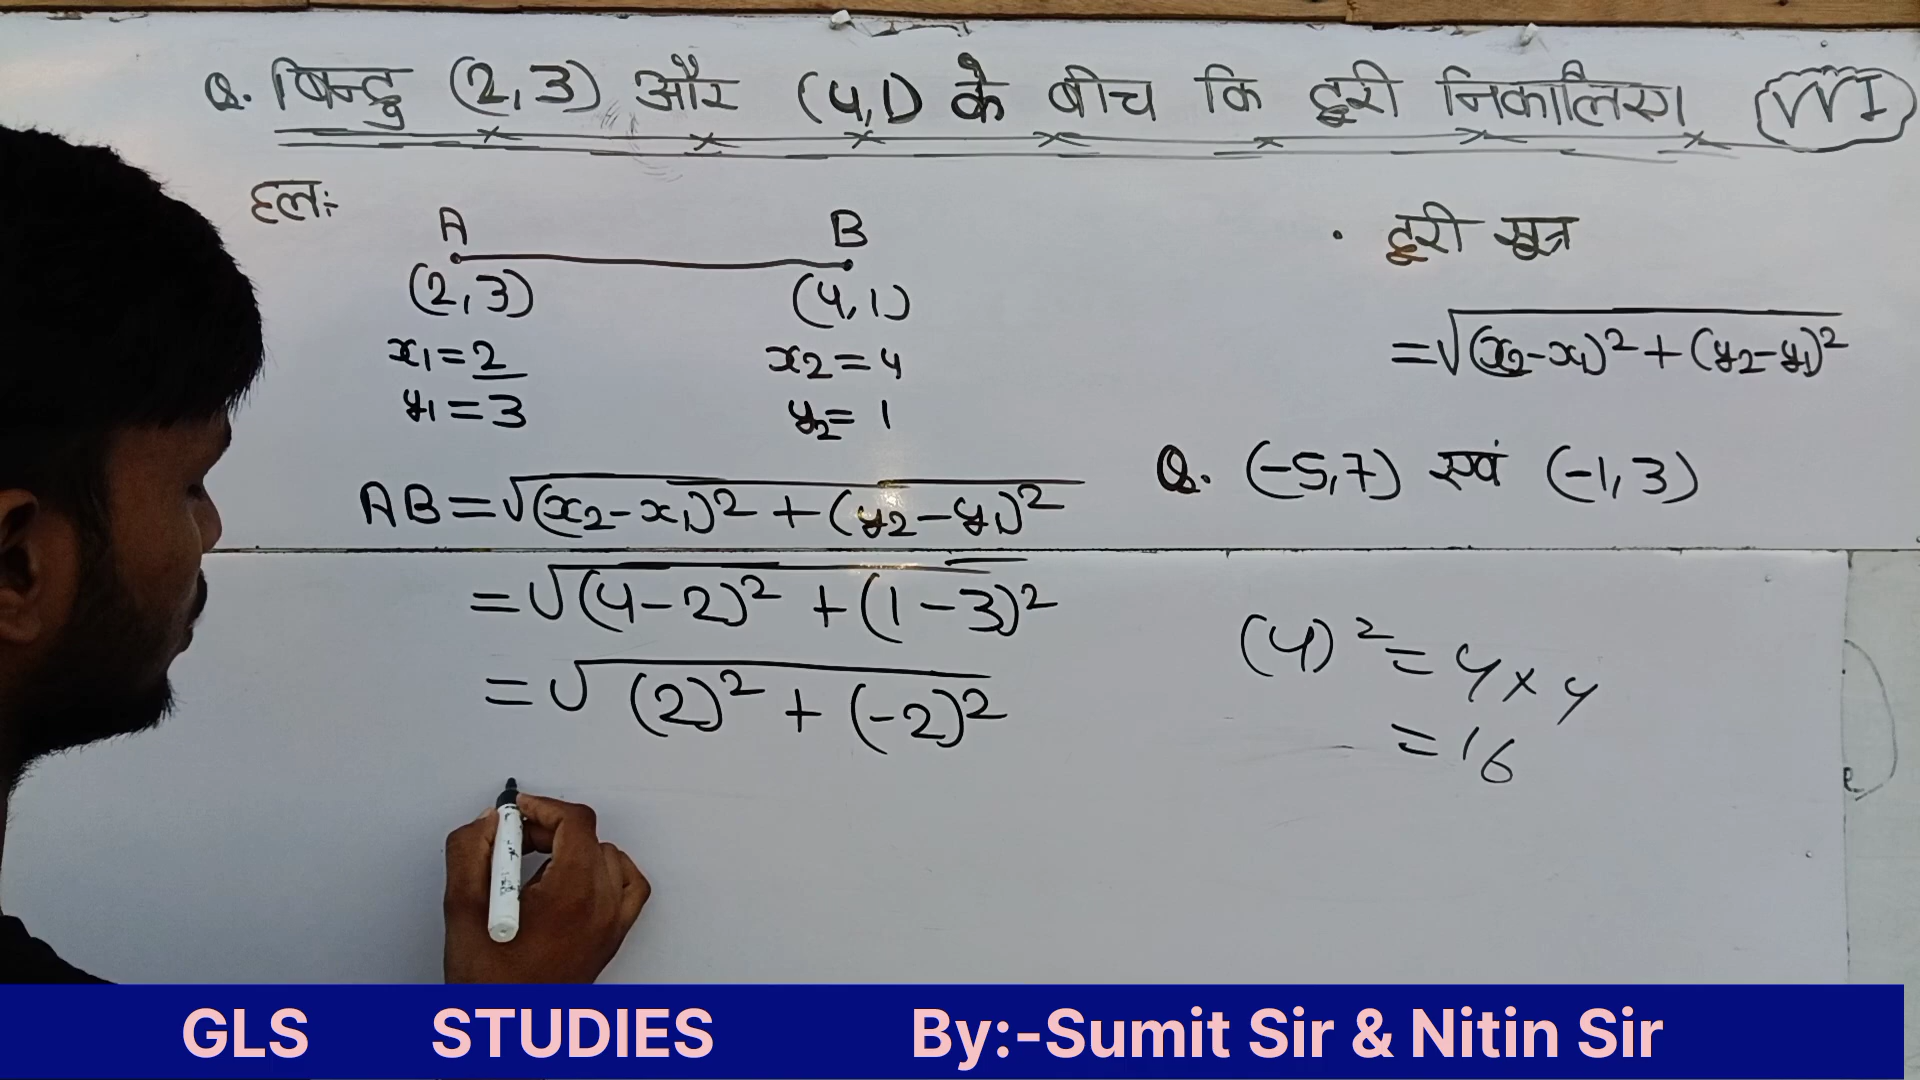 Q. बिन्दु (2,3) और (4,1) के बीच कि दूरी निकालिए। VVI
हल:-
A B
(2,3) (4,1)
x₁=2 x₂=4
y₁=3 y₂=1
AB=√(x₂-x₁)²+(y₂-y₁)²
=√(4-2)²+(1-3)²
=√(2)²+(-2)²
· दूरी सूत्र
=√(x₂-x₁)²+(y₂-y₁)²
Q. (-5,7) एवं (-1,3)
(4)²=4×4
=16
GLS STUDIES By:-Sumit Sir & Nitin Sir